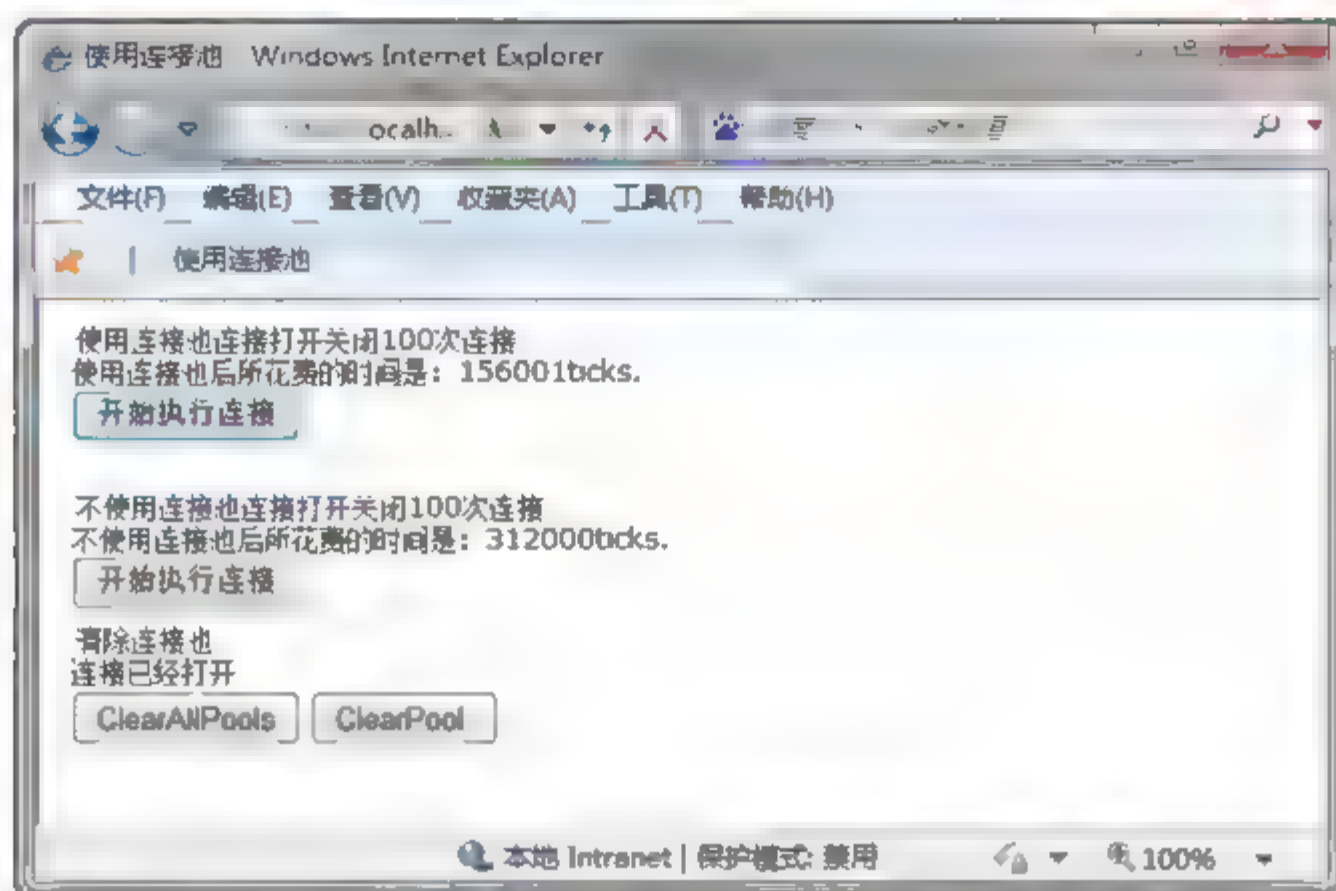 使用连接池 Windows Internet Explorer
ocalh..
文件(F) 编辑(E) 查看(V) 收藏夹(A) 工具(T) 帮助(H)
使用连接池
使用连接池连接打开关闭100次连接
使用连接池后所花费的时间是：156001ticks.
开始执行连接
不使用连接池连接打开关闭100次连接
不使用连接池后所花费的时间是：312000ticks.
开始执行连接
清除连接池
连接已经打开
ClearAllPools ClearPool
本地 Intranet | 保护模式: 禁用 100%